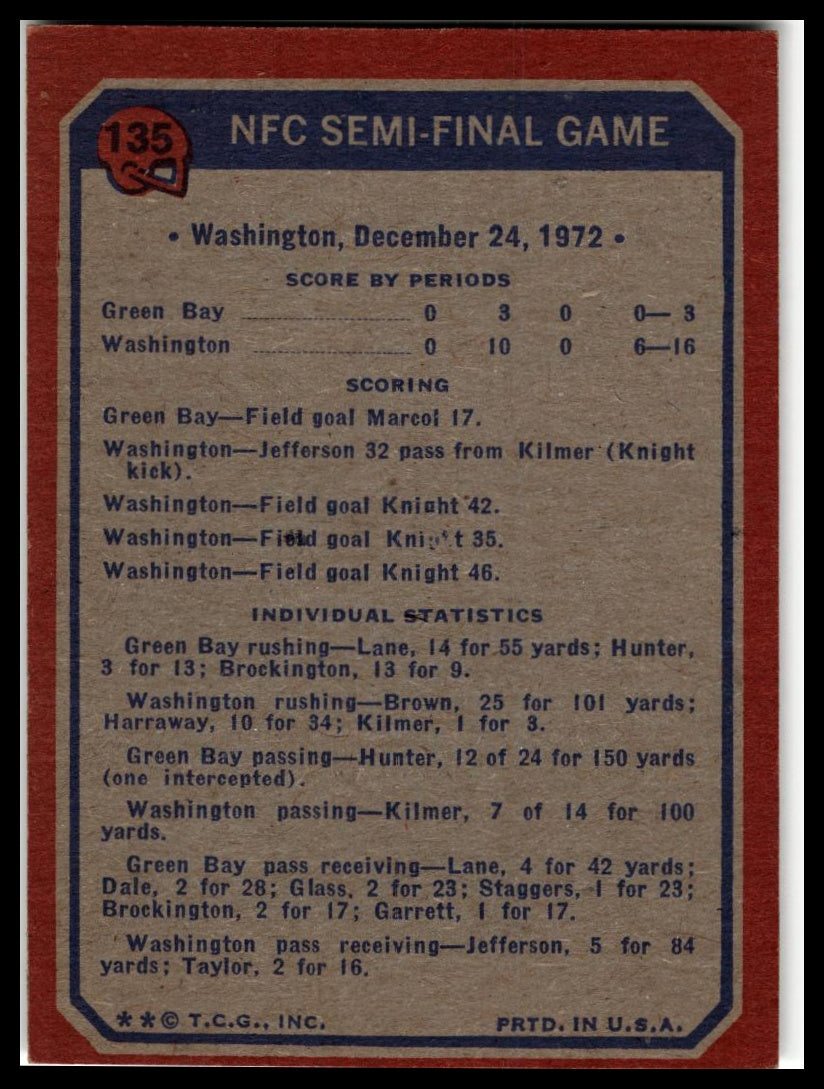 135
NFC SEMI-FINAL GAME
• Washington, December 24, 1972 •
SCORE BY PERIODS
Green Bay 0 3 0 0— 3
Washington 0 10 0 6—16
SCORING
Green Bay—Field goal Marcol 17.
Washington—Jefferson 32 pass from Kilmer (Knight
kick).
Washington—Field goal Knight 42.
Washington—Field goal Knight 35.
Washington—Field goal Knight 46.
INDIVIDUAL STATISTICS
Green Bay rushing—Lane, 14 for 55 yards; Hunter,
3 for 13; Brockington, 13 for 9.
Washington rushing—Brown, 25 for 101 yards;
Harraway, 10 for 34; Kilmer, 1 for 3.
Green Bay passing—Hunter, 12 of 24 for 150 yards
(one intercepted).
Washington passing—Kilmer, 7 of 14 for 100
yards.
Green Bay pass receiving—Lane, 4 for 42 yards;
Dale, 2 for 28; Glass, 2 for 23; Staggers, 1 for 23;
Brockington, 2 for 17; Garrett, 1 for 17.
Washington pass receiving—Jefferson, 5 for 84
yards; Taylor, 2 for 16.
**© T.C.G., INC. PRTD. IN U.S.A.